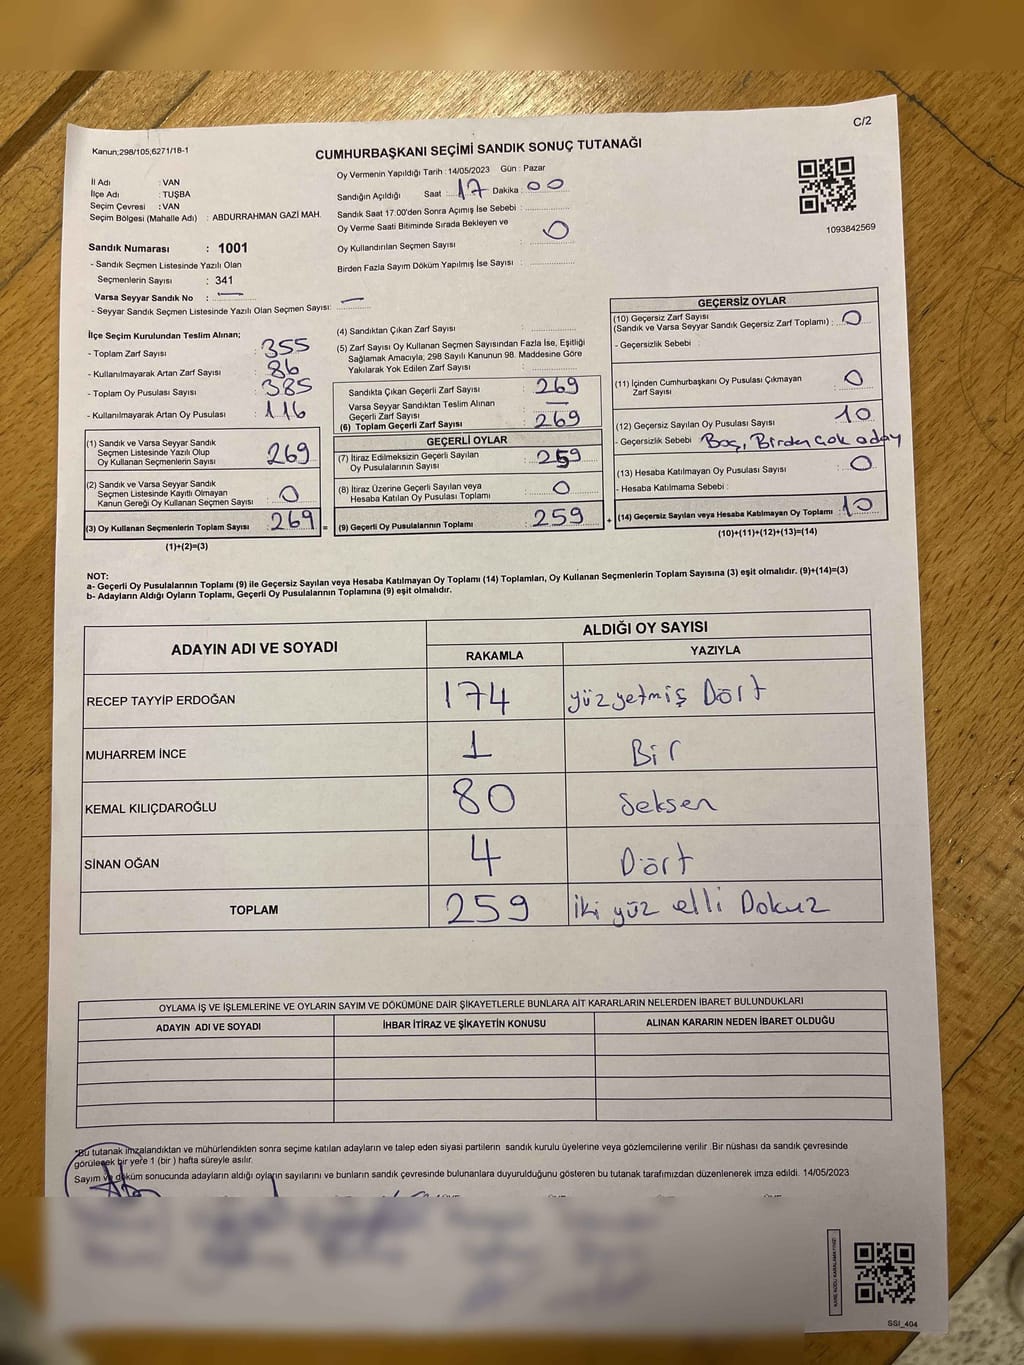 C/2
Kanun;298/105,6271/18-1
CUMHURBAŞKANI SEÇİMİ SANDIK SONUÇ TUTANAĞI
1093842569
İl Adı : VAN
İlçe Adı : TUŞBA
Seçim Çevresi : VAN
Seçim Bölgesi (Mahalle Adı) : ABDURRAHMAN GAZİ MAH.
Sandık Numarası : 1001
- Sandık Seçmen Listesinde Yazılı Olan
Seçmenlerin Sayısı : 341
Varsa Seyyar Sandık No : —
- Seyyar Sandık Seçmen Listesinde Yazılı Olan Seçmen Sayısı: —
Oy Vermenin Yapıldığı Tarih : 14/05/2023 Gün : Pazar
Sandığın Açıldığı Saat : 17 Dakika : 00
Sandık Saat 17.00'den Sonra Açımış İse Sebebi :
Oy Verme Saati Bitiminde Sırada Bekleyen ve
Oy Kullandırılan Seçmen Sayısı : 0
Birden Fazla Sayım Döküm Yapılmış İse Sayısı :
İlçe Seçim Kurulundan Teslim Alınan;
- Toplam Zarf Sayısı : 355
- Kullanılmayarak Artan Zarf Sayısı : 86
- Toplam Oy Pusulası Sayısı : 385
- Kullanılmayarak Artan Oy Pusulası : 116
(1) Sandık ve Varsa Seyyar Sandık
Seçmen Listesinde Yazılı Olup
Oy Kullanan Seçmenlerin Sayısı : 269
(2) Sandık ve Varsa Seyyar Sandık
Seçmen Listesinde Kayıtlı Olmayan
Kanun Gereği Oy Kullanan Seçmen Sayısı : 0
(3) Oy Kullanan Seçmenlerin Toplam Sayısı : 269 =
(1)+(2)=(3)
(4) Sandıktan Çıkan Zarf Sayısı :
(5) Zarf Sayısı Oy Kullanan Seçmen Sayısından Fazla İse, Eşitliği
Sağlamak Amacıyla; 298 Sayılı Kanunun 98. Maddesine Göre
Yakılarak Yok Edilen Zarf Sayısı :
Sandıkta Çıkan Geçerli Zarf Sayısı : 269
Varsa Seyyar Sandıktan Teslim Alınan
Geçerli Zarf Sayısı : —
(6) Toplam Geçerli Zarf Sayısı : 269
GEÇERLİ OYLAR
(7) İtiraz Edilmeksizin Geçerli Sayılan
Oy Pusulalarının Sayısı : 259
(8) İtiraz Üzerine Geçerli Sayılan veya
Hesaba Katılan Oy Pusulası Toplamı : 0
(9) Geçerli Oy Pusulalarının Toplamı : 259 +
GEÇERSİZ OYLAR
(10) Geçersiz Zarf Sayısı
(Sandık ve Varsa Seyyar Sandık Geçersiz Zarf Toplamı) : 0
- Geçersizlik Sebebi :
(11) İçinden Cumhurbaşkanı Oy Pusulası Çıkmayan
Zarf Sayısı : 0
(12) Geçersiz Sayılan Oy Pusulası Sayısı : 10
- Geçersizlik Sebebi : Boş, Birden çok aday
(13) Hesaba Katılmayan Oy Pusulası Sayısı : 0
- Hesaba Katılmama Sebebi :
(14) Geçersiz Sayılan veya Hesaba Katılmayan Oy Toplamı : 10
(10)+(11)+(12)+(13)=(14)
NOT:
a- Geçerli Oy Pusulalarının Toplamı (9) ile Geçersiz Sayılan veya Hesaba Katılmayan Oy Toplamı (14) Toplamları, Oy Kullanan Seçmenlerin Toplam Sayısına (3) eşit olmalıdır. (9)+(14)=(3)
b- Adayların Aldığı Oyların Toplamı, Geçerli Oy Pusulalarının Toplamına (9) eşit olmalıdır.
ADAYIN ADI VE SOYADI ALDIĞI OY SAYISI
RAKAMLA YAZIYLA
RECEP TAYYİP ERDOĞAN 174 yüzyetmiş Dört
MUHARREM İNCE 1 Bir
KEMAL KILIÇDAROĞLU 80 Seksen
SİNAN OĞAN 4 Dört
TOPLAM 259 iki yüz elli Dokuz
OYLAMA İŞ VE İŞLEMLERİNE VE OYLARIN SAYIM VE DÖKÜMÜNE DAİR ŞİKAYETLERLE BUNLARA AİT KARARLARIN NELERDEN İBARET BULUNDUKLARI
ADAYIN ADI VE SOYADI İHBAR İTİRAZ VE ŞİKAYETİN KONUSU ALINAN KARARIN NEDEN İBARET OLDUĞU
*Bu tutanak imzalandıktan ve mühürlendikten sonra seçime katılan adayların ve talep eden siyasi partilerin sandık kurulu üyelerine veya gözlemcilerine verilir. Bir nüshası da sandık çevresinde
görülecek bir yere 1 (bir ) hafta süreyle asılır.
Sayım ve döküm sonucunda adayların aldığı oyların sayılarını ve bunların sandık çevresinde bulunanlara duyurulduğunu gösteren bu tutanak tarafımızdan düzenlenerek imza edildi. 14/05/2023
SSI_404